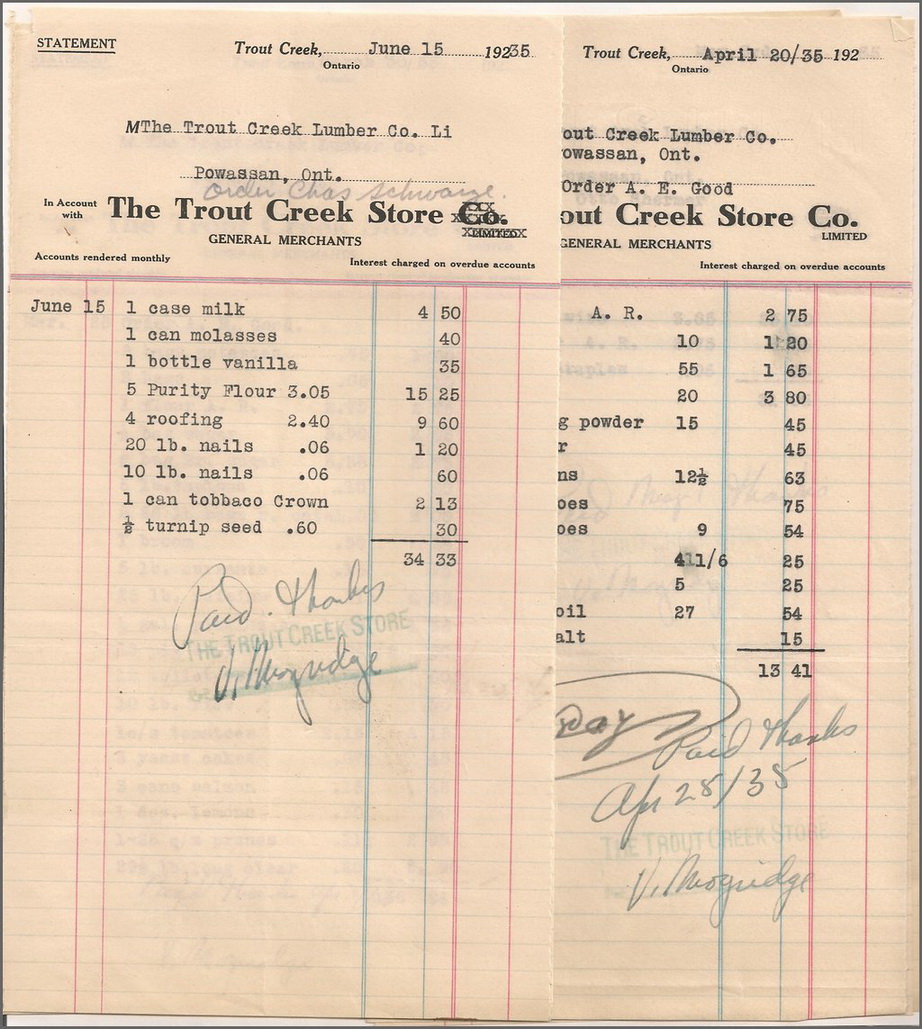 STATEMENT
Trout Creek, June 15 19235
Ontario
MThe Trout Creek Lumber Co. Li
Powassan, Ont.
Order Chas Schwarze
In Account with
The Trout Creek Store Co.
XXX
XLIMITEDX
GENERAL MERCHANTS
Accounts rendered monthly
Interest charged on overdue accounts
June 15 1 case milk 4 50
1 can molasses 40
1 bottle vanilla 35
5 Purity Flour 3.05 15 25
4 roofing 2.40 9 60
20 lb. nails .06 1 20
10 lb. nails .06 60
1 can tobbaco Crown 2 13
½ turnip seed .60 30
34 33
Paid. Thanks
THE TROUT CREEK STORE
V. Mogridge
Trout Creek, April 20/35 192
Ontario
out Creek Lumber Co.
owassan, Ont.
Order A. E. Good
out Creek Store Co.
LIMITED
GENERAL MERCHANTS
Interest charged on overdue accounts
A. R. 2 75
10 1 20
55 1 65
20 3 80
g powder 15 45
r 45
ns 12½ 63
oes 75
oes 9 54
411/6 25
5 25
oil 27 54
alt 15
13 41
Paid thanks
Apr 25/35
THE TROUT CREEK STORE
V. Mogridge